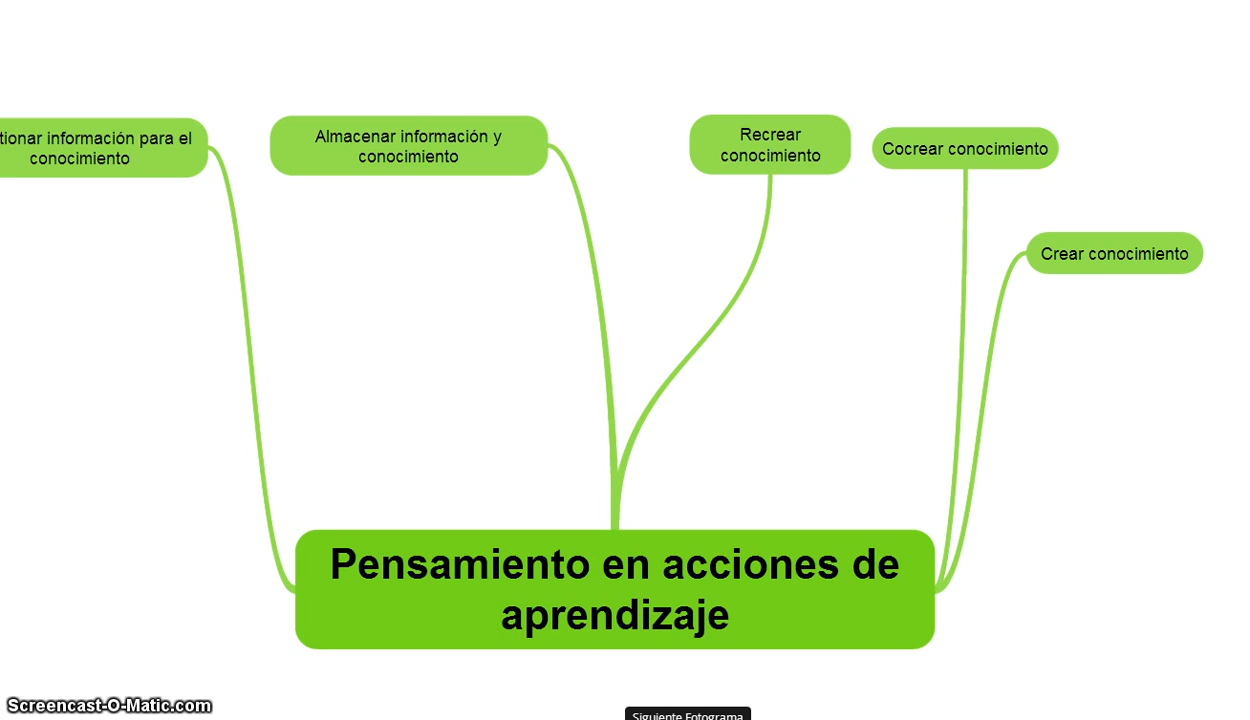 información para el
conocimiento
Almacenar información y
conocimiento
Recrear
conocimiento
Cocrear conocimiento
Crear conocimiento
Pensamiento en acciones de
aprendizaje
Screencast-O-Matic.com
Siguiente Fotograma